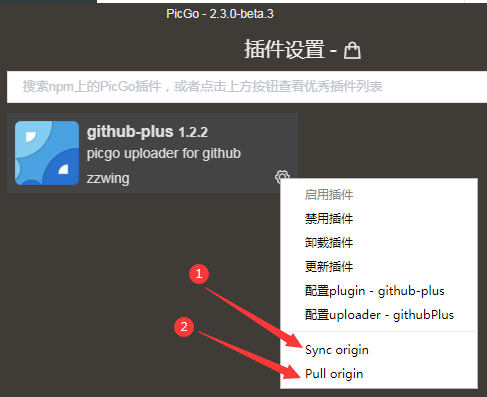 PicGo - 2.3.0-beta.3
插件设置 -
搜索npm上的PicGo插件，或者点击上方按钮查看优秀插件列表
github-plus 1.2.2
picgo uploader for github
zzwing
启用插件
禁用插件
卸载插件
更新插件
配置plugin - github-plus
配置uploader - githubPlus
1
Sync origin
2
Pull origin